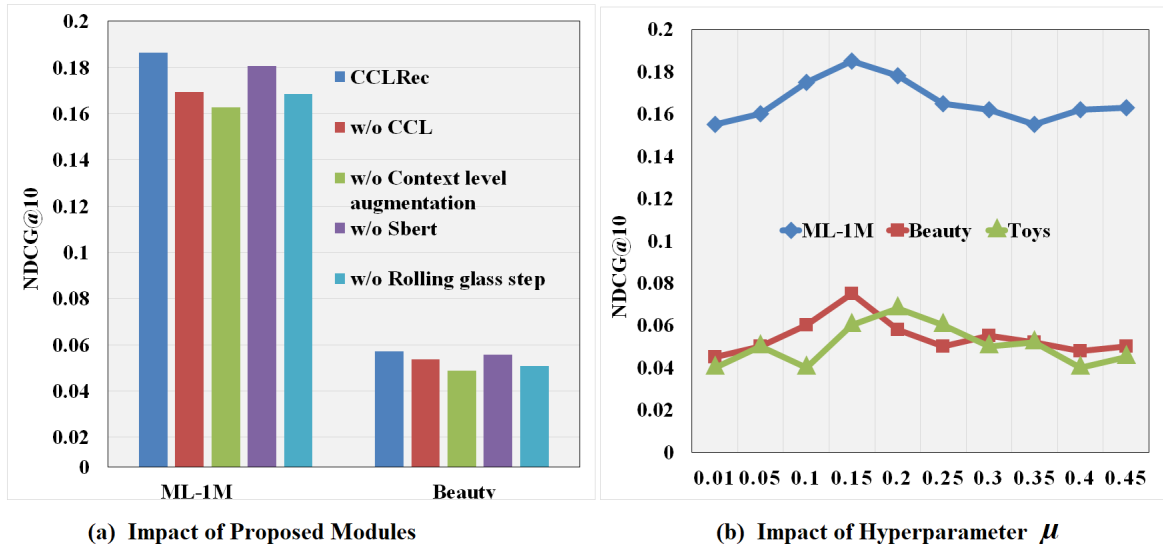 0.2
0.18
0.16
0.14
0.12
0.1
0.08
0.06
0.04
0.02
0
NDCG@10
CCLRec
w/o CCL
w/o Context level
augmentation
w/o Sbert
w/o Rolling glass step
ML-1M Beauty
(a) Impact of Proposed Modules
0.2
0.18
0.16
0.14
0.12
0.1
0.08
0.06
0.04
0.02
0
NDCG@10
ML-1M Beauty Toys
0.01 0.05 0.1 0.15 0.2 0.25 0.3 0.35 0.4 0.45
(b) Impact of Hyperparameter μ